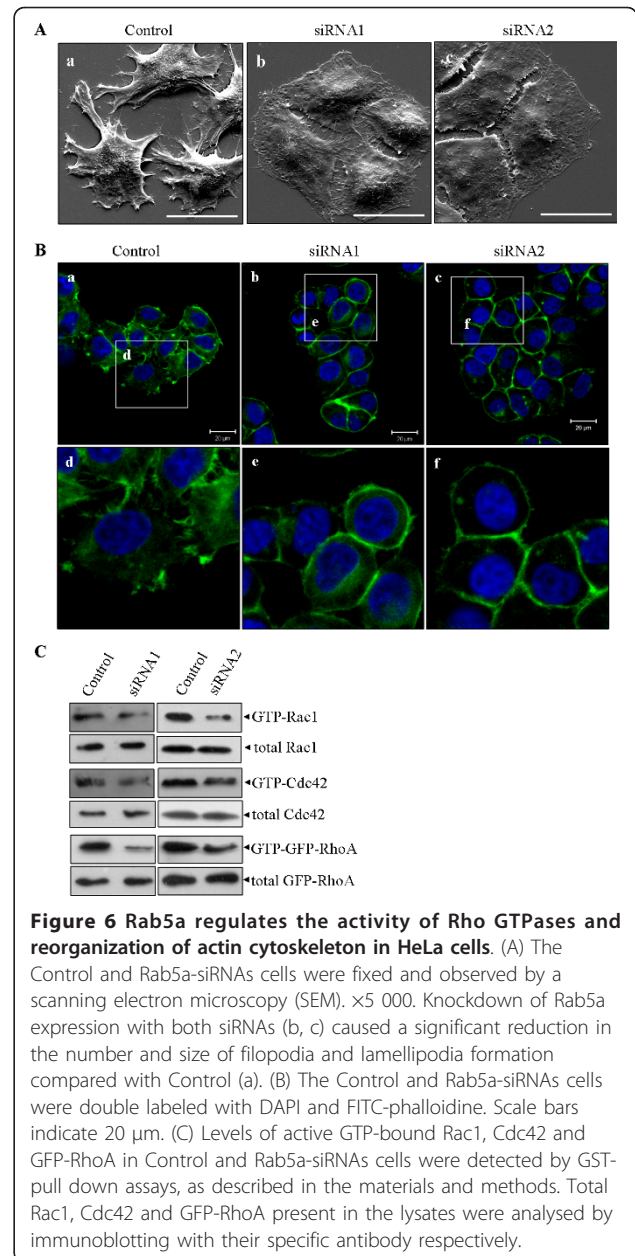 A Control siRNA1 siRNA2
a b c
B Control siRNA1 siRNA2
a b c
d e f
20 μm 20 μm 20 μm
d e f
C
Control siRNA1 Control siRNA2
GTP-Rac1
total Rac1
GTP-Cdc42
total Cdc42
GTP-GFP-RhoA
total GFP-RhoA
Figure 6 Rab5a regulates the activity of Rho GTPases and
reorganization of actin cytoskeleton in HeLa cells. (A) The
Control and Rab5a-siRNAs cells were fixed and observed by a
scanning electron microscopy (SEM). ×5 000. Knockdown of Rab5a
expression with both siRNAs (b, c) caused a significant reduction in
the number and size of filopodia and lamellipodia formation
compared with Control (a). (B) The Control and Rab5a-siRNAs cells
were double labeled with DAPI and FITC-phalloidine. Scale bars
indicate 20 μm. (C) Levels of active GTP-bound Rac1, Cdc42 and
GFP-RhoA in Control and Rab5a-siRNAs cells were detected by GST-
pull down assays, as described in the materials and methods. Total
Rac1, Cdc42 and GFP-RhoA present in the lysates were analysed by
immunoblotting with their specific antibody respectively.